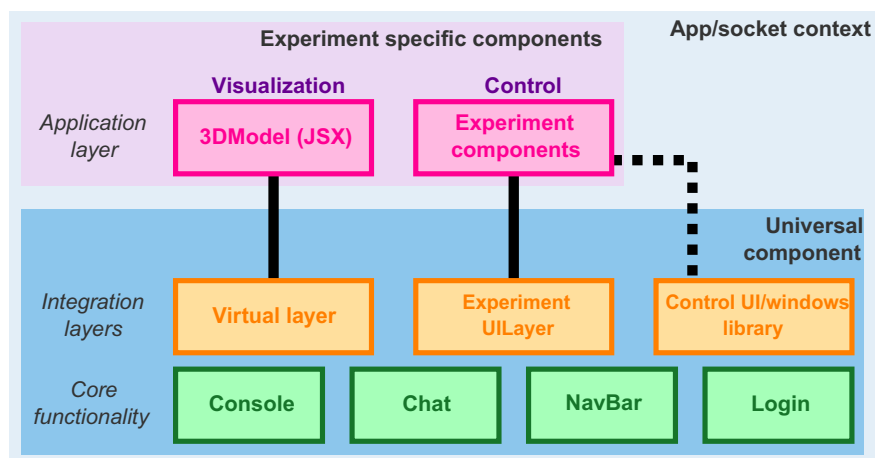 App/socket context
Experiment specific components
Visualization
Control
Application
layer
3DModel (JSX)
Experiment
components
Universal
component
Integration
layers
Virtual layer
Experiment
UILayer
Control UI/windows
library
Core
functionality
Console
Chat
NavBar
Login